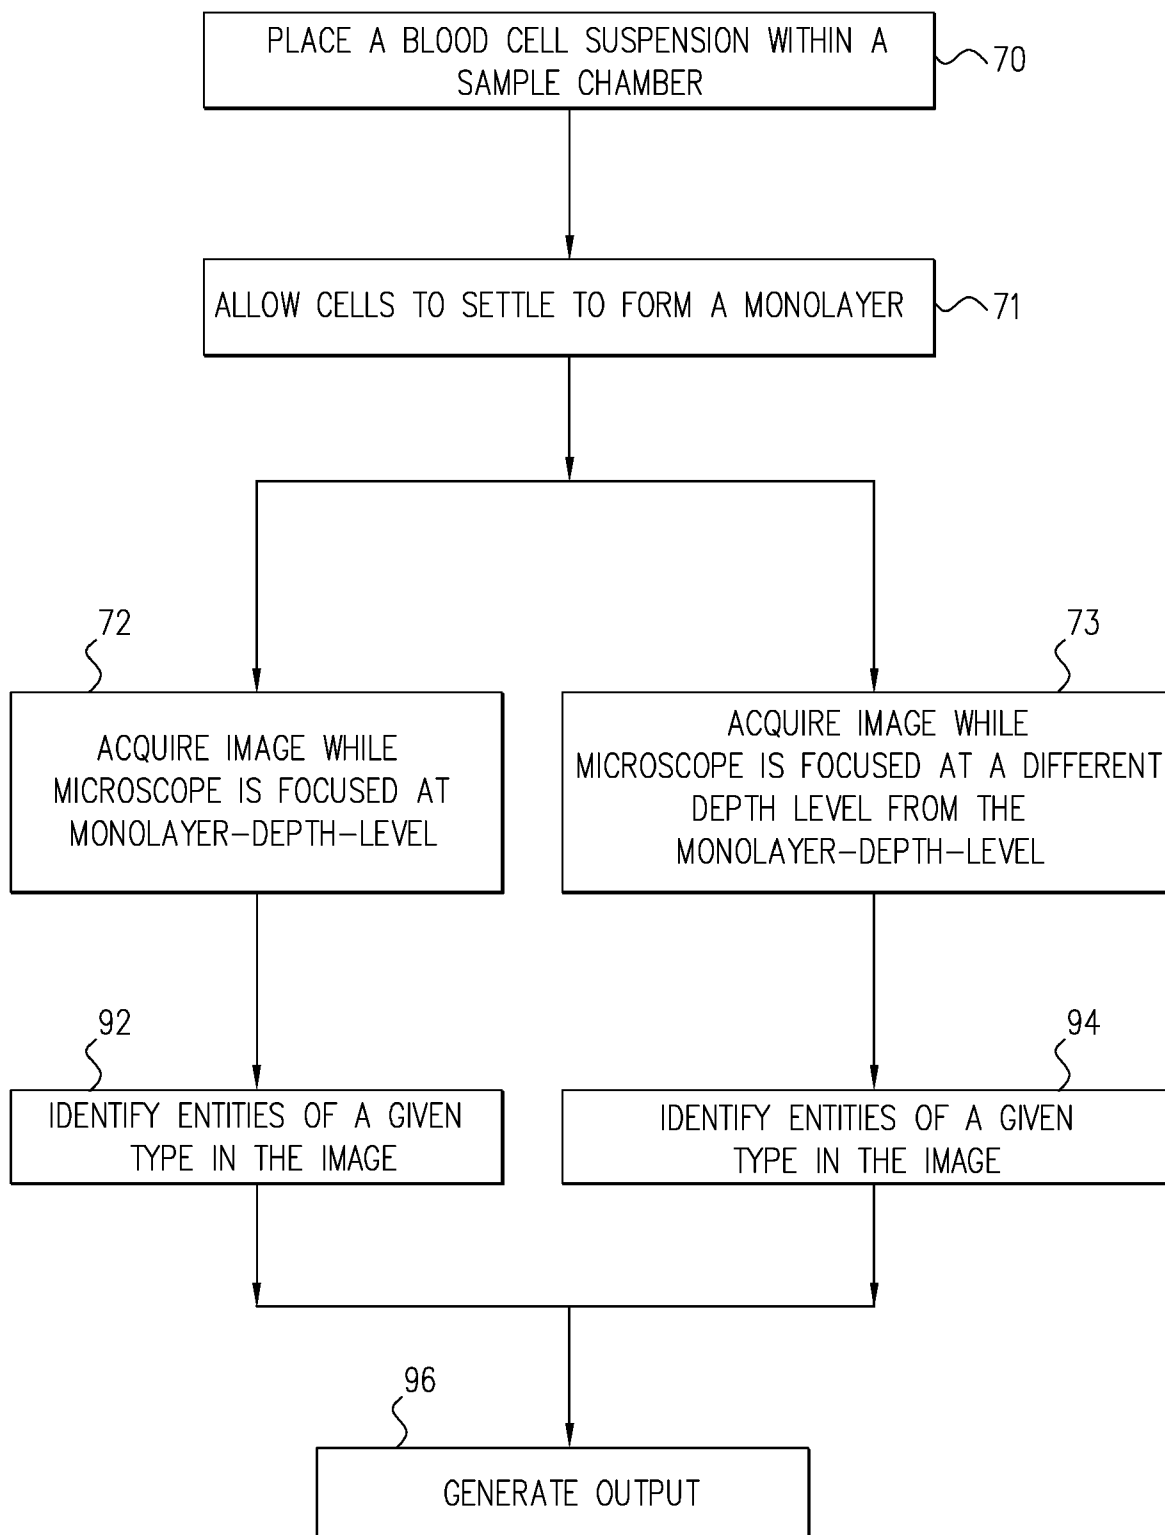 PLACE A BLOOD CELL SUSPENSION WITHIN A
SAMPLE CHAMBER
70
ALLOW CELLS TO SETTLE TO FORM A MONOLAYER
71
72
73
ACQUIRE IMAGE WHILE
MICROSCOPE IS FOCUSED AT
MONOLAYER-DEPTH-LEVEL
ACQUIRE IMAGE WHILE
MICROSCOPE IS FOCUSED AT A DIFFERENT
DEPTH LEVEL FROM THE
MONOLAYER-DEPTH-LEVEL
92
94
IDENTIFY ENTITIES OF A GIVEN
TYPE IN THE IMAGE
IDENTIFY ENTITIES OF A GIVEN
TYPE IN THE IMAGE
96
GENERATE OUTPUT